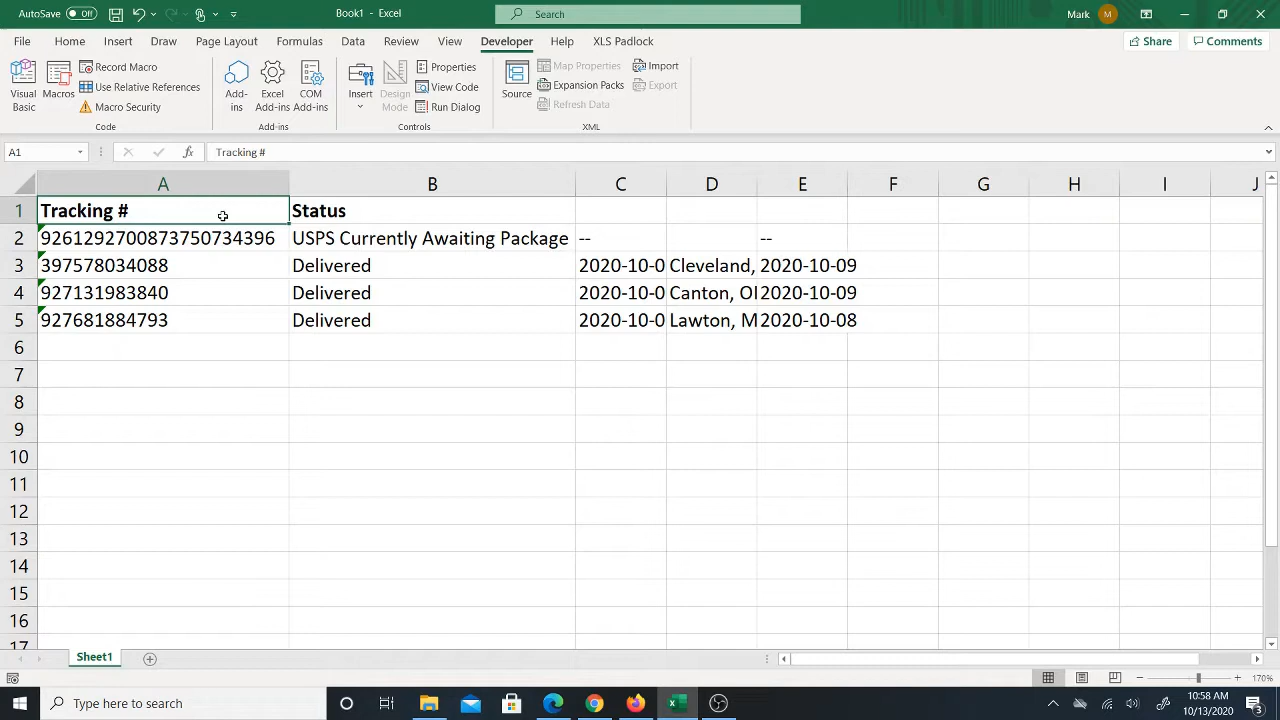 AutoSave Off Book1 - Excel Search Mark M
File Home Insert Draw Page Layout Formulas Data Review View Developer Help XLS Padlock Share Comments
Visual Basic
Macros
Record Macro
Use Relative References
Macro Security
Code
Add-ins
Excel Add-ins
COM Add-ins
Add-ins
Insert
Design Mode
Properties
View Code
Run Dialog
Controls
Source
Map Properties
Expansion Packs
Refresh Data
Import
Export
XML
A1 fx Tracking #
A B C D E F G H I J
1 Tracking # Status
2 9261292700873750734396 USPS Currently Awaiting Package -- --
3 397578034088 Delivered 2020-10-0 Cleveland, 2020-10-09
4 927131983840 Delivered 2020-10-0 Canton, OI 2020-10-09
5 927681884793 Delivered 2020-10-0 Lawton, M 2020-10-08
6
7
8
9
10
11
12
13
14
15
16
17
Sheet1
170%
Type here to search
10:58 AM
10/13/2020